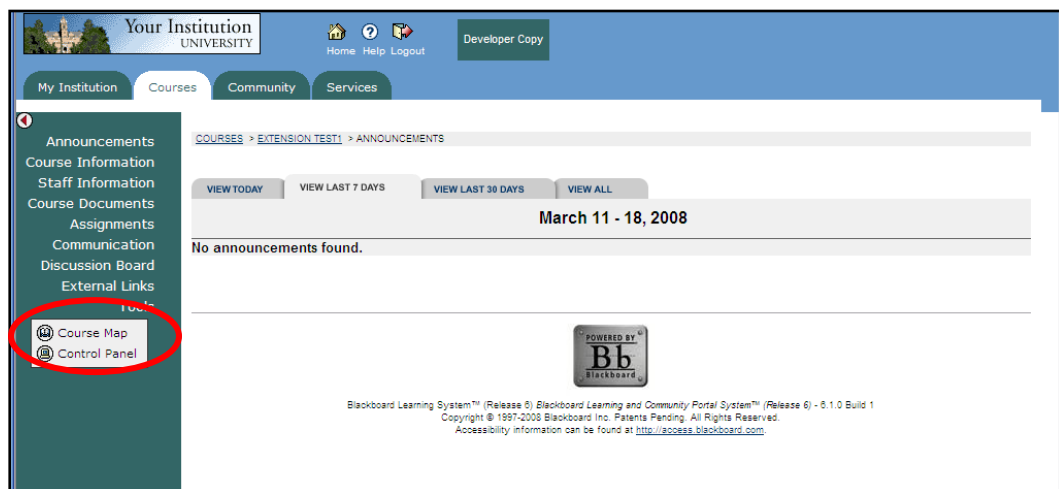 Your Institution
UNIVERSITY
Home Help Logout
Developer Copy
My Institution Courses Community Services
COURSES > EXTENSION TEST1 > ANNOUNCEMENTS
Announcements
Course Information
Staff Information
Course Documents
Assignments
Communication
Discussion Board
External Links
Tools
Course Map
Control Panel
VIEW TODAY VIEW LAST 7 DAYS VIEW LAST 30 DAYS VIEW ALL
March 11 - 18, 2008
No announcements found.
POWERED BY
Bb
Blackboard
Blackboard Learning System™ (Release 6) Blackboard Learning and Community Portal System™ (Release 6) - 6.1.0 Build 1
Copyright © 1997-2008 Blackboard Inc. Patents Pending. All Rights Reserved.
Accessibility information can be found at http://access.blackboard.com.